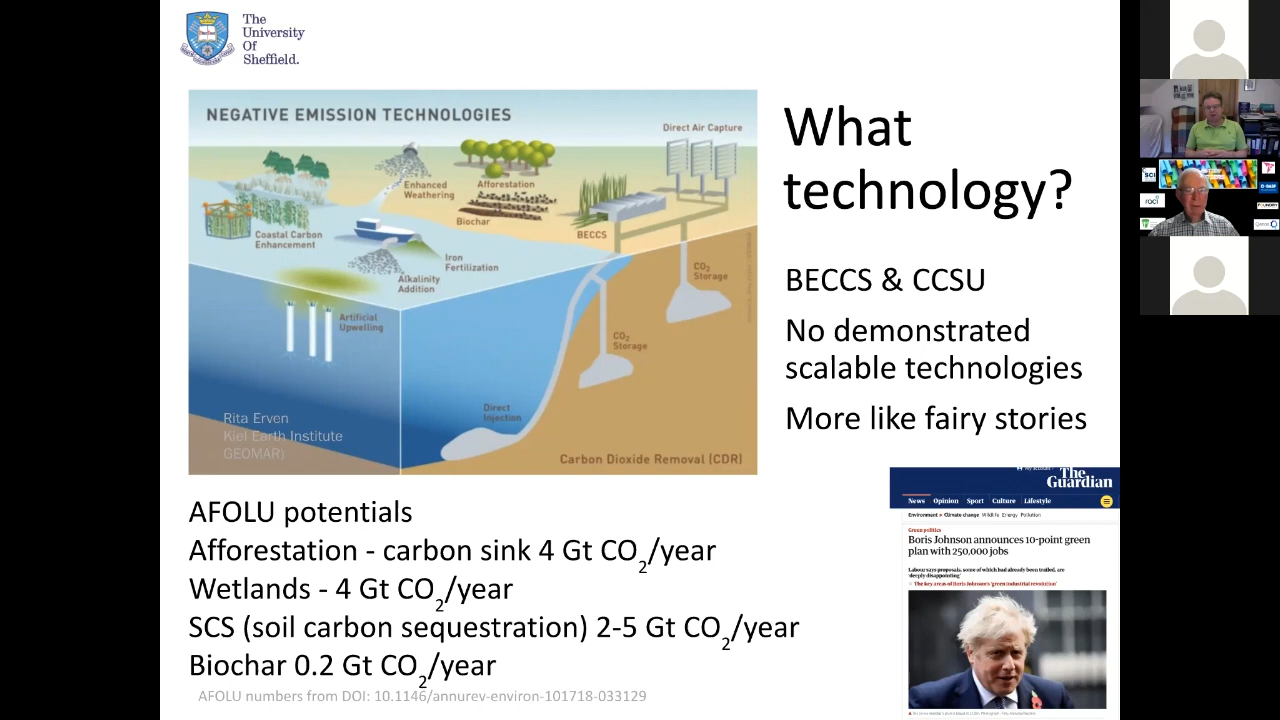 The
University
Of
Sheffield.
NEGATIVE EMISSION TECHNOLOGIES
Direct Air Capture
Enhanced
Weathering
Afforestation
Biochar
BECCS
Coastal Carbon
Enhancement
Iron
Fertilization
Alkalinity
Addition
CO2
Storage
Artificial
Upwelling
CO2
Storage
Direct
Injection
Rita Erven
Kiel Earth Institute
GEOMAR)
Carbon Dioxide Removal (CDR)
What
technology?
BECCS & CCSU
No demonstrated
scalable technologies
More like fairy stories
AFOLU potentials
Afforestation - carbon sink 4 Gt CO2/year
Wetlands - 4 Gt CO2/year
SCS (soil carbon sequestration) 2-5 Gt CO2/year
Biochar 0.2 Gt CO2/year
AFOLU numbers from DOI: 10.1146/annurev-environ-101718-033129
The
Guardian
News Opinion Sport Culture Lifestyle
Environment > Climate change Wildlife Energy Pollution
Green politics
Boris Johnson announces 10-point green
plan with 250,000 jobs
Labour says proposals, some of which had already been trailed, are
'deeply disappointing'
The key areas of Boris Johnson's 'green industrial revolution'
SCI
raci
BASF